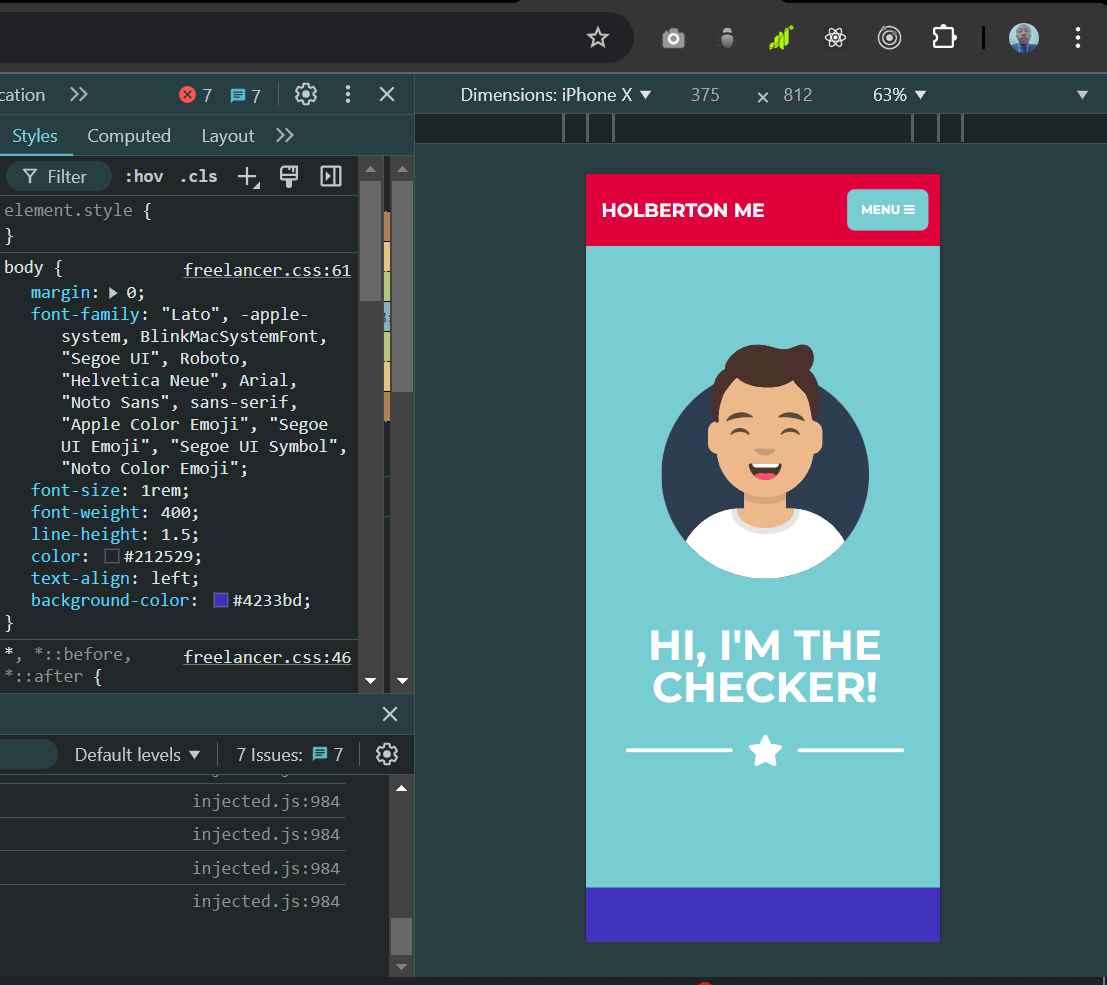 cation
7
7
Dimensions: iPhone X
375
×
812
63%
Styles
Computed
Layout
Filter
:hov
.cls
element.style {
}
body {
freelancer.css:61
margin: 0;
font-family: "Lato", -apple-
system, BlinkMacSystemFont,
"Segoe UI", Roboto,
"Helvetica Neue", Arial,
"Noto Sans", sans-serif,
"Apple Color Emoji", "Segoe
UI Emoji", "Segoe UI Symbol",
"Noto Color Emoji";
font-size: 1rem;
font-weight: 400;
line-height: 1.5;
color: #212529;
text-align: left;
background-color: #4233bd;
}
*, *::before,
freelancer.css:46
*::after {
Default levels
7 Issues:
7
injected.js:984
injected.js:984
injected.js:984
injected.js:984
HOLBERTON ME
MENU
HI, I'M THE
CHECKER!